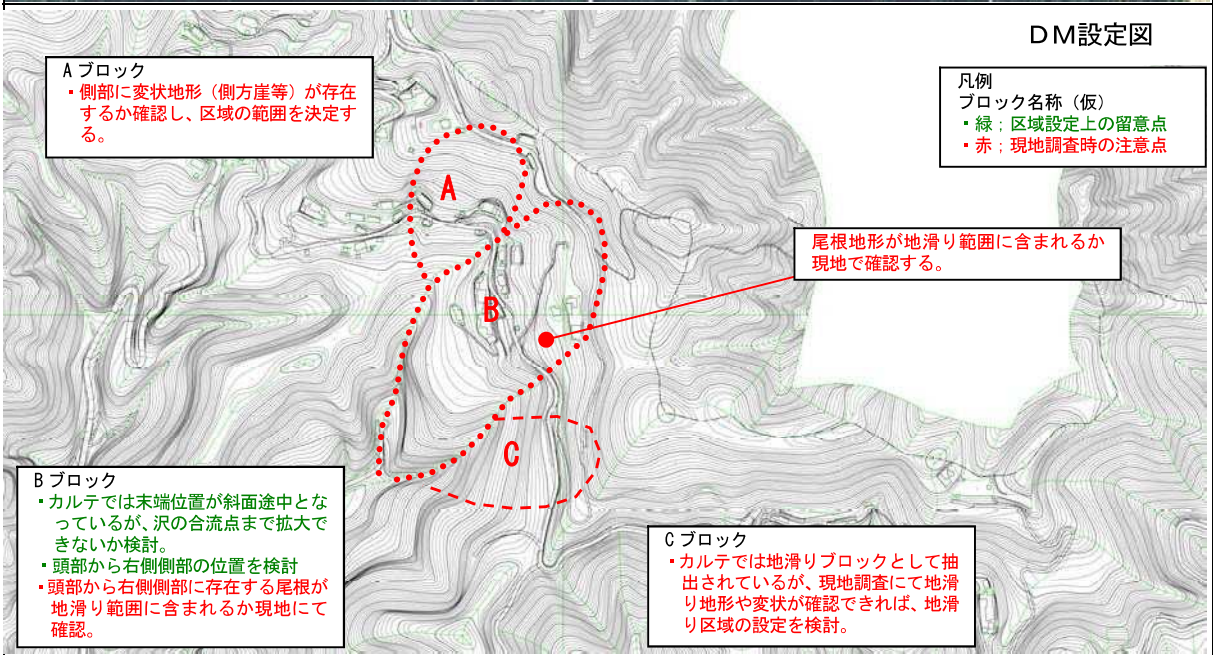 DM設定図
Aブロック
・側部に変状地形（側方崖等）が存在
するか確認し、区域の範囲を決定す
る。
凡例
ブロック名称（仮）
・緑；区域設定上の留意点
・赤；現地調査時の注意点
A
尾根地形が地滑り範囲に含まれるか
現地で確認する。
B
C
Bブロック
・カルテでは末端位置が斜面途中とな
っているが、沢の合流点まで拡大で
きないか検討。
・頭部から右側側部の位置を検討
・頭部から右側側部に存在する尾根が
地滑り範囲に含まれるか現地にて
確認。
Cブロック
・カルテでは地滑りブロックとして抽
出されているが、現地調査にて地滑
り地形や変状が確認できれば、地滑
り区域の設定を検討。